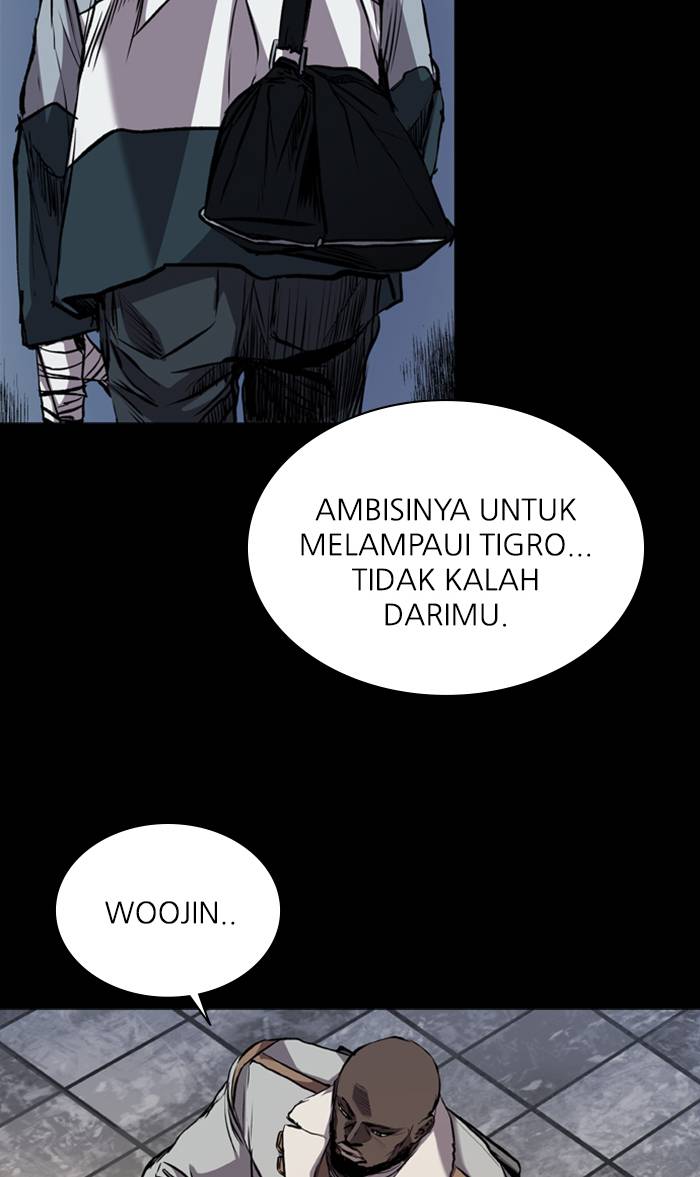 AMBISINYA UNTUK
MELAMPAUI TIGRO...
TIDAK KALAH
DARIMU.
WOOJIN..